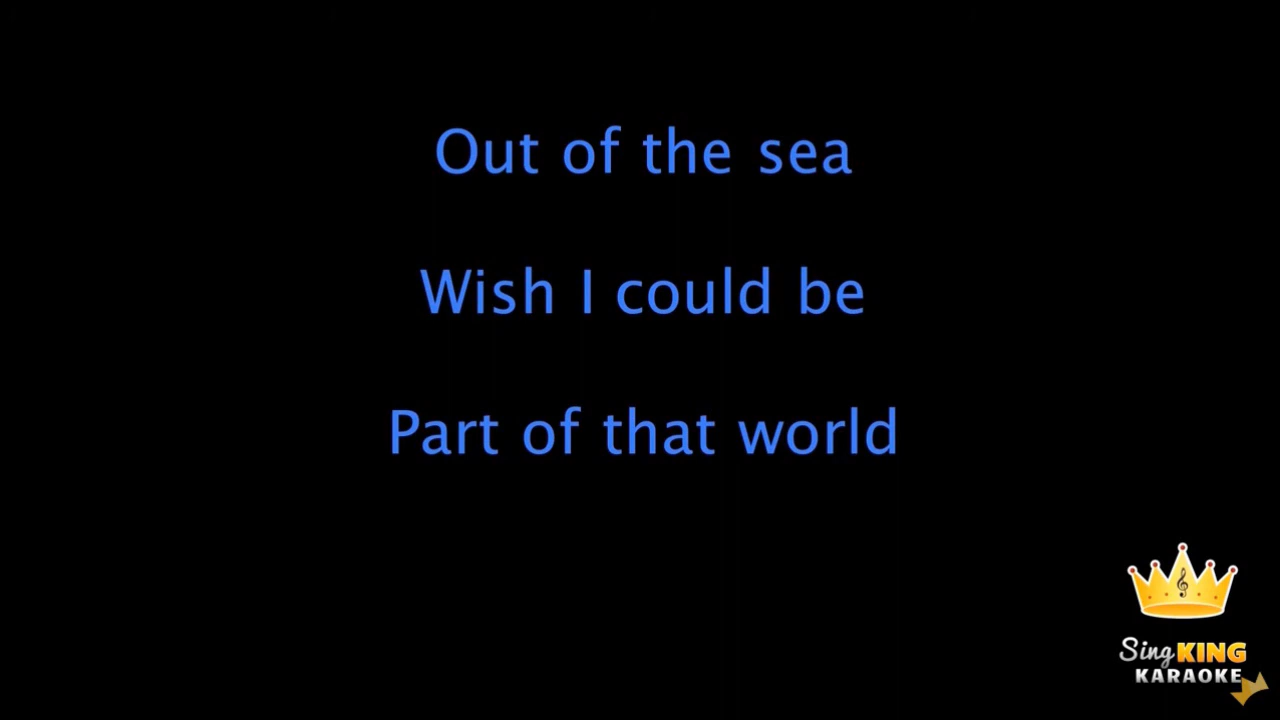 Out of the sea
Wish I could be
Part of that world
Sing KING
KARAOKE